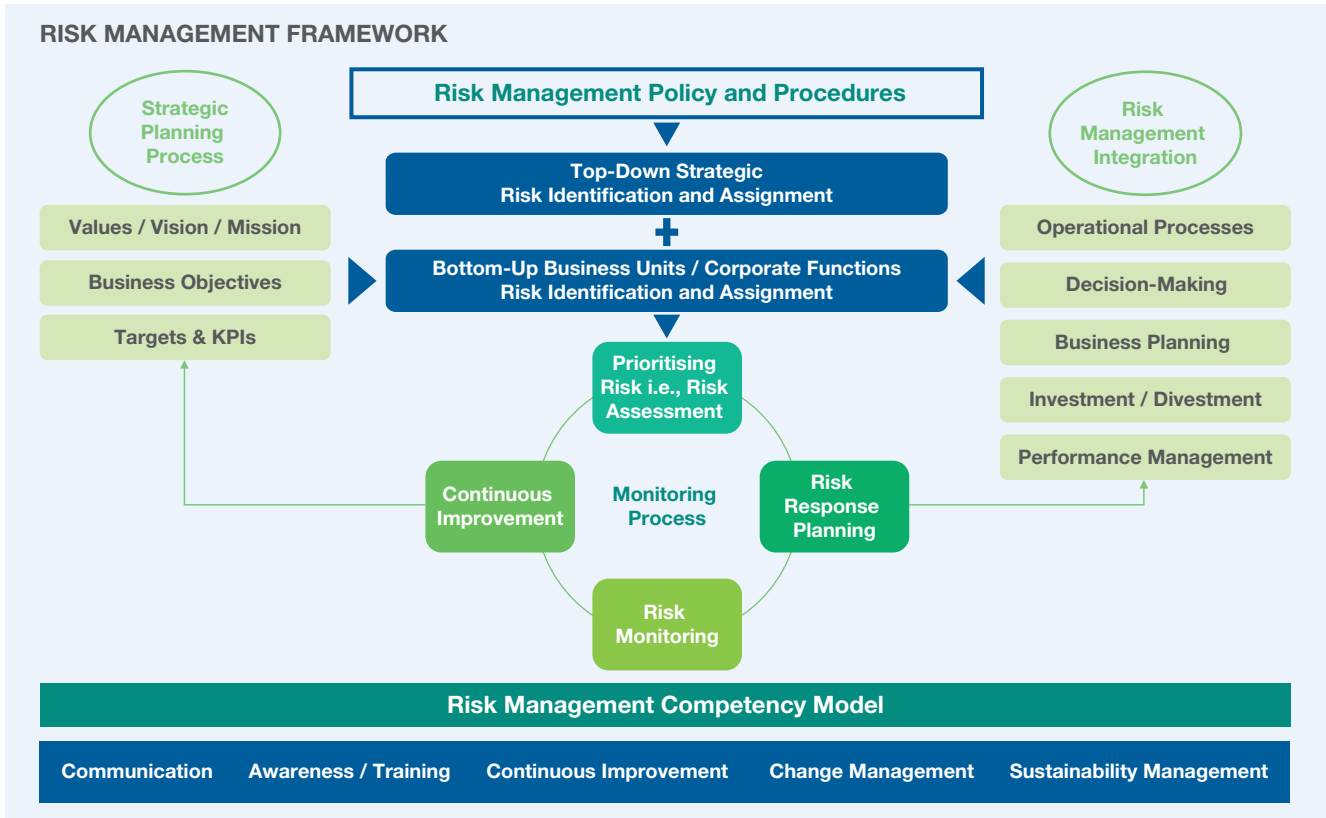 RISK MANAGEMENT FRAMEWORK
Strategic
Planning
Process
Values / Vision / Mission
Business Objectives
Targets & KPIs
Risk Management Policy and Procedures
Top-Down Strategic
Risk Identification and Assignment
Bottom-Up Business Units / Corporate Functions
Risk Identification and Assignment
Risk
Management
Integration
Operational Processes
Decision-Making
Business Planning
Investment / Divestment
Performance Management
Prioritising
Risk i.e., Risk
Assessment
Continuous
Improvement
Monitoring
Process
Risk
Response
Planning
Risk
Monitoring
Risk Management Competency Model
Communication
Awareness / Training
Continuous Improvement
Change Management
Sustainability Management